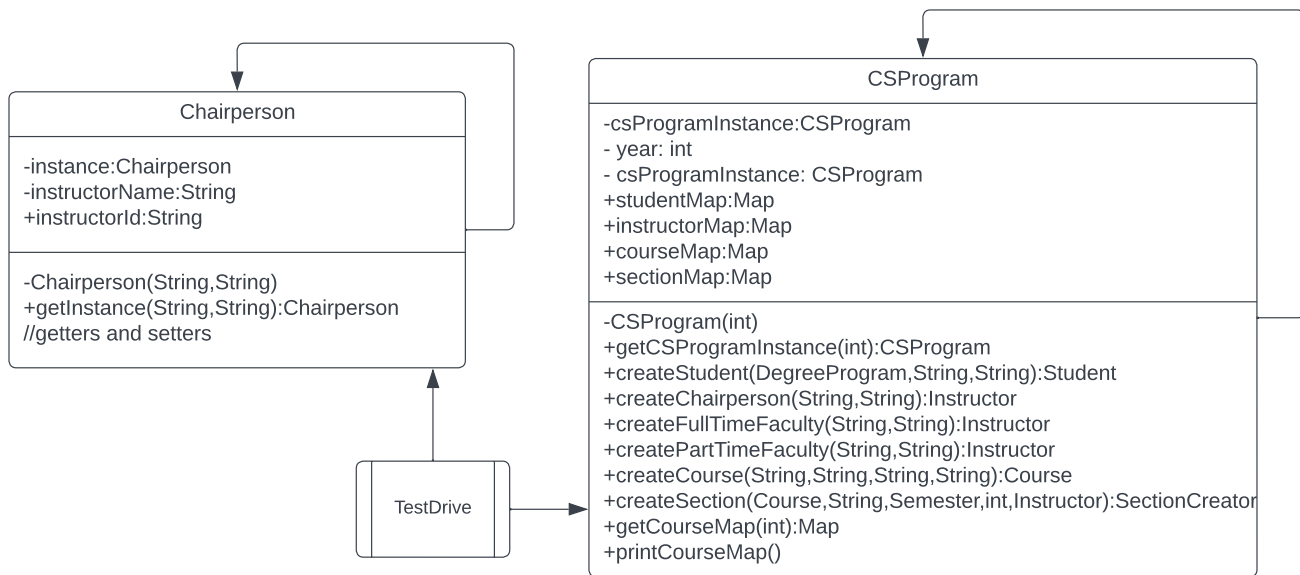 Chairperson
-instance:Chairperson
-instructorName:String
+instructorId:String
-Chairperson(String,String)
+getInstance(String,String):Chairperson
//getters and setters
TestDrive
CSProgram
-csProgramInstance:CSProgram
- year: int
- csProgramInstance: CSProgram
+studentMap:Map
+instructorMap:Map
+courseMap:Map
+sectionMap:Map
-CSProgram(int)
+getCSProgramInstance(int):CSProgram
+createStudent(DegreeProgram,String,String):Student
+createChairperson(String,String):Instructor
+createFullTimeFaculty(String,String):Instructor
+createPartTimeFaculty(String,String):Instructor
+createCourse(String,String,String,String):Course
+createSection(Course,String,Semester,int,Instructor):SectionCreator
+getCourseMap(int):Map
+printCourseMap()